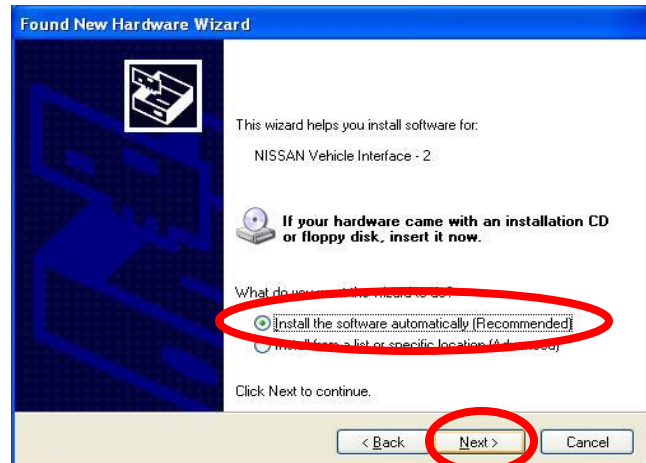 Found New Hardware Wizard
This wizard helps you install software for:
NISSAN Vehicle Interface - 2
If your hardware came with an installation CD
or floppy disk, insert it now.
What do you want the wizard to do?
Install the software automatically (Recommended)
Install from a list or specific location (Advanced)
Click Next to continue.
< Back
Next >
Cancel